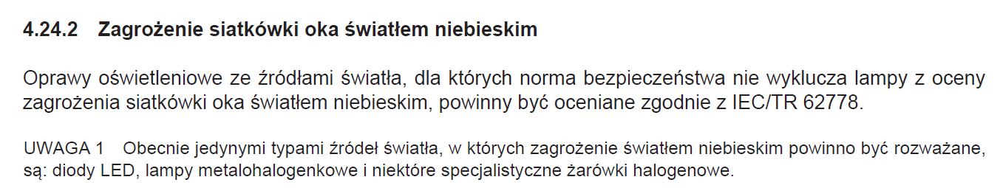 4.24.2 Zagrożenie siatkówki oka światłem niebieskim
Oprawy oświetleniowe ze źródłami światła, dla których norma bezpieczeństwa nie wyklucza lampy z oceny
zagrożenia siatkówki oka światłem niebieskim, powinny być oceniane zgodnie z IEC/TR 62778.
UWAGA 1 Obecnie jedynymi typami źródeł światła, w których zagrożenie światłem niebieskim powinno być rozważane,
są: diody LED, lampy metalohalogenkowe i niektóre specjalistyczne żarówki halogenowe.